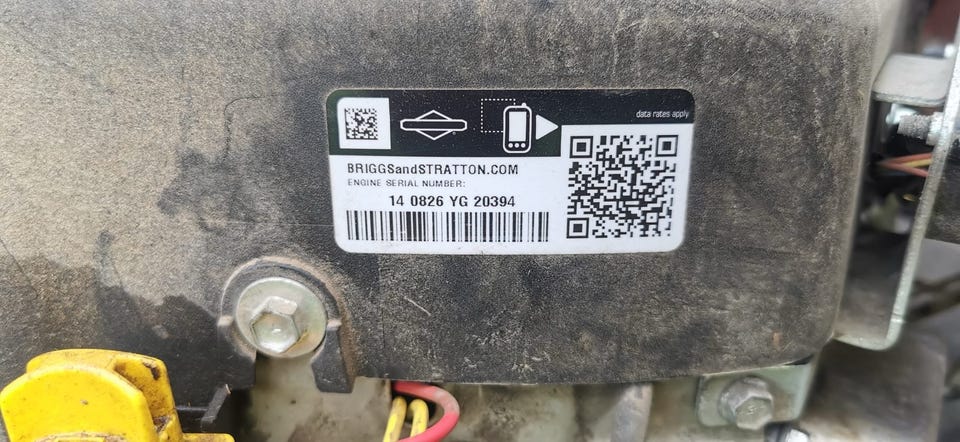 data rates apply
BRIGGSandSTRATTON.COM
ENGINE SERIAL NUMBER:
14 0826 YG 20394